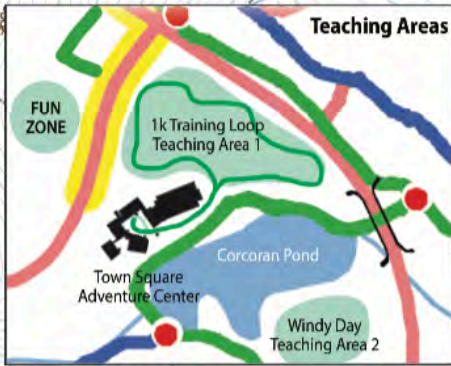 Teaching Areas
FUN
ZONE
1k Training Loop
Teaching Area 1
Corcoran Pond
Town Square
Adventure Center
Windy Day
Teaching Area 2